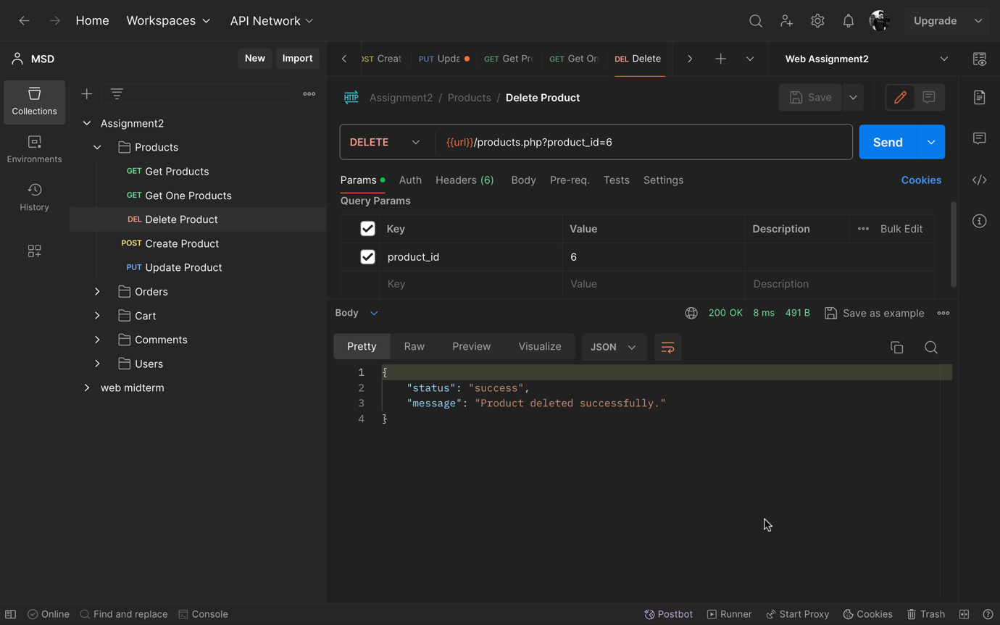 Home Workspaces API Network Upgrade
MSD New Import
OST Creat PUT Upda GET Get Pr GET Get On DEL Delete Web Assignment2
Collections
Environments
History
Assignment2
Products
GET Get Products
GET Get One Products
DEL Delete Product
POST Create Product
PUT Update Product
Orders
Cart
Comments
Users
web midterm
HTTP Assignment2 / Products / Delete Product Save
DELETE {{url}}/products.php?product_id=6 Send
Params Auth Headers (6) Body Pre-req. Tests Settings Cookies
Query Params
Key Value Description Bulk Edit
product_id 6
Key Value Description
Body 200 OK 8 ms 491 B Save as example
Pretty Raw Preview Visualize JSON
1 {
2 "status": "success",
3 "message": "Product deleted successfully."
4 }
Online Find and replace Console Postbot Runner Start Proxy Cookies Trash